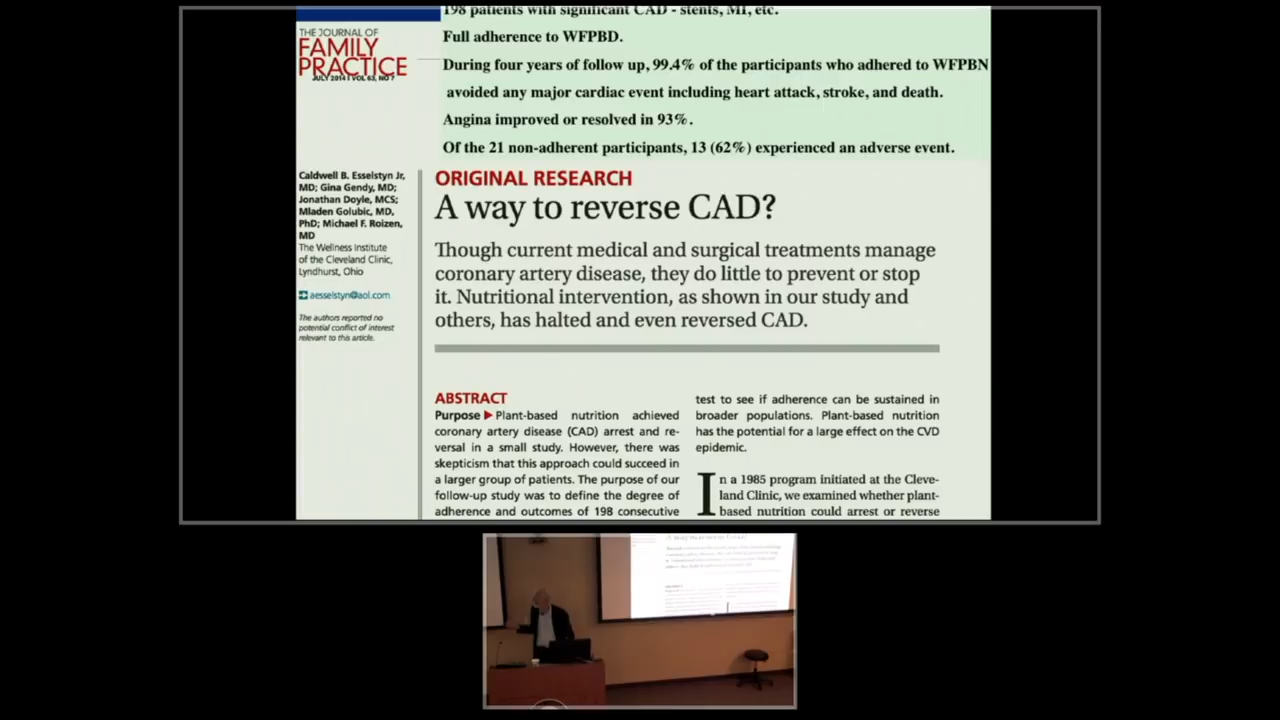 198 patients with significant CAD - stents, MI, etc.
Full adherence to WFPBD.
During four years of follow up, 99.4% of the participants who adhered to WFPBN
avoided any major cardiac event including heart attack, stroke, and death.
Angina improved or resolved in 93%.
Of the 21 non-adherent participants, 13 (62%) experienced an adverse event.
THE JOURNAL OF
FAMILY
PRACTICE
JULY 2014 | VOL 63, NO 7
Caldwell B. Esselstyn Jr,
MD; Gina Gendy, MD;
Jonathan Doyle, MCS;
Mladen Golubic, MD,
PhD; Michael F. Roizen,
MD
The Wellness Institute
of the Cleveland Clinic,
Lyndhurst, Ohio
aesselstyn@aol.com
The authors reported no
potential conflict of interest
relevant to this article.
ORIGINAL RESEARCH
A way to reverse CAD?
Though current medical and surgical treatments manage
coronary artery disease, they do little to prevent or stop
it. Nutritional intervention, as shown in our study and
others, has halted and even reversed CAD.
ABSTRACT
Purpose ▶ Plant-based nutrition achieved
coronary artery disease (CAD) arrest and re-
versal in a small study. However, there was
skepticism that this approach could succeed in
a larger group of patients. The purpose of our
follow-up study was to define the degree of
adherence and outcomes of 198 consecutive
test to see if adherence can be sustained in
broader populations. Plant-based nutrition
has the potential for a large effect on the CVD
epidemic.
In a 1985 program initiated at the Cleve-
land Clinic, we examined whether plant-
based nutrition could arrest or reverse